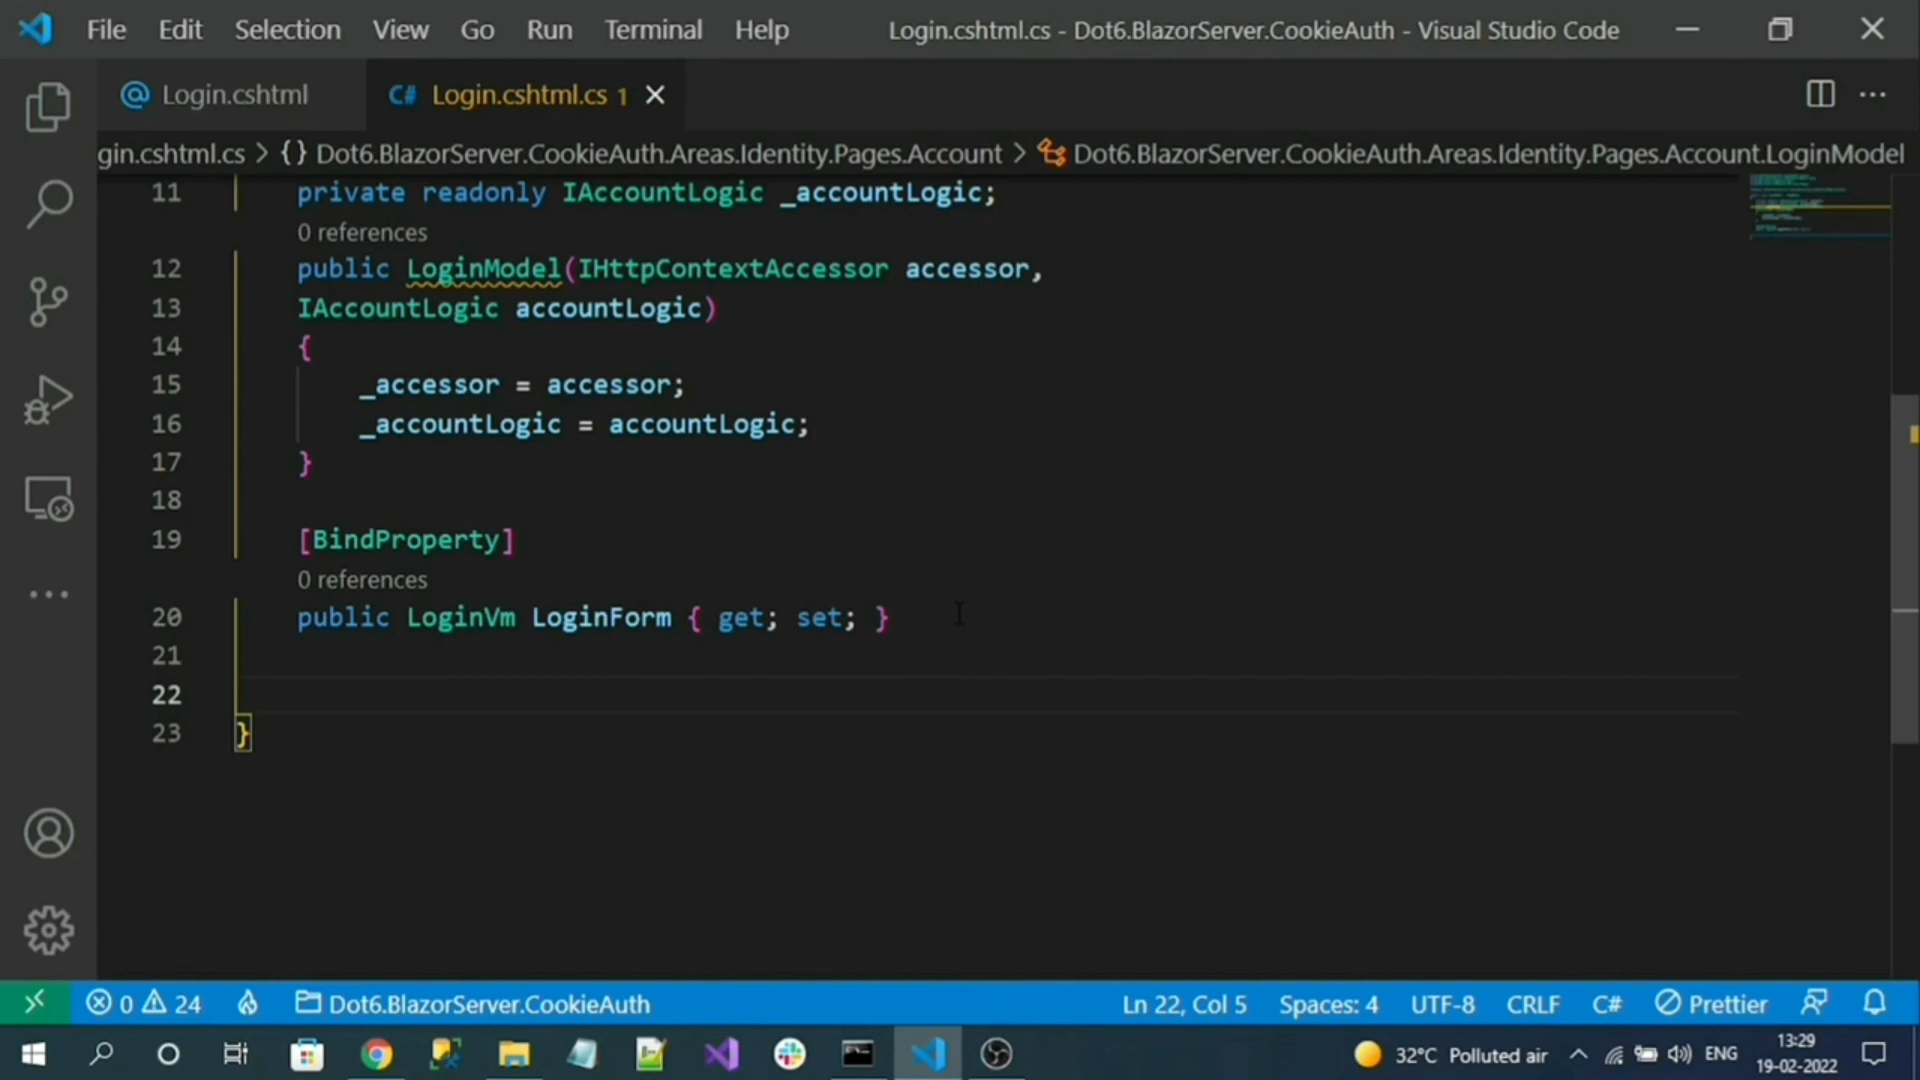 File Edit Selection View Go Run Terminal Help Login.cshtml.cs - Dot6.BlazorServer.CookieAuth - Visual Studio Code
@ Login.cshtml C# Login.cshtml.cs 1
gin.cshtml.cs > {} Dot6.BlazorServer.CookieAuth.Areas.Identity.Pages.Account > Dot6.BlazorServer.CookieAuth.Areas.Identity.Pages.Account.LoginModel
11 private readonly IAccountLogic _accountLogic;
0 references
12 public LoginModel(IHttpContextAccessor accessor,
13 IAccountLogic accountLogic)
14 {
15 _accessor = accessor;
16 _accountLogic = accountLogic;
17 }
18
19 [BindProperty]
0 references
20 public LoginVm LoginForm { get; set; }
21
22
23 }
0 24 Dot6.BlazorServer.CookieAuth Ln 22, Col 5 Spaces: 4 UTF-8 CRLF C# Prettier
32°C Polluted air ENG 13:29
19-02-2022